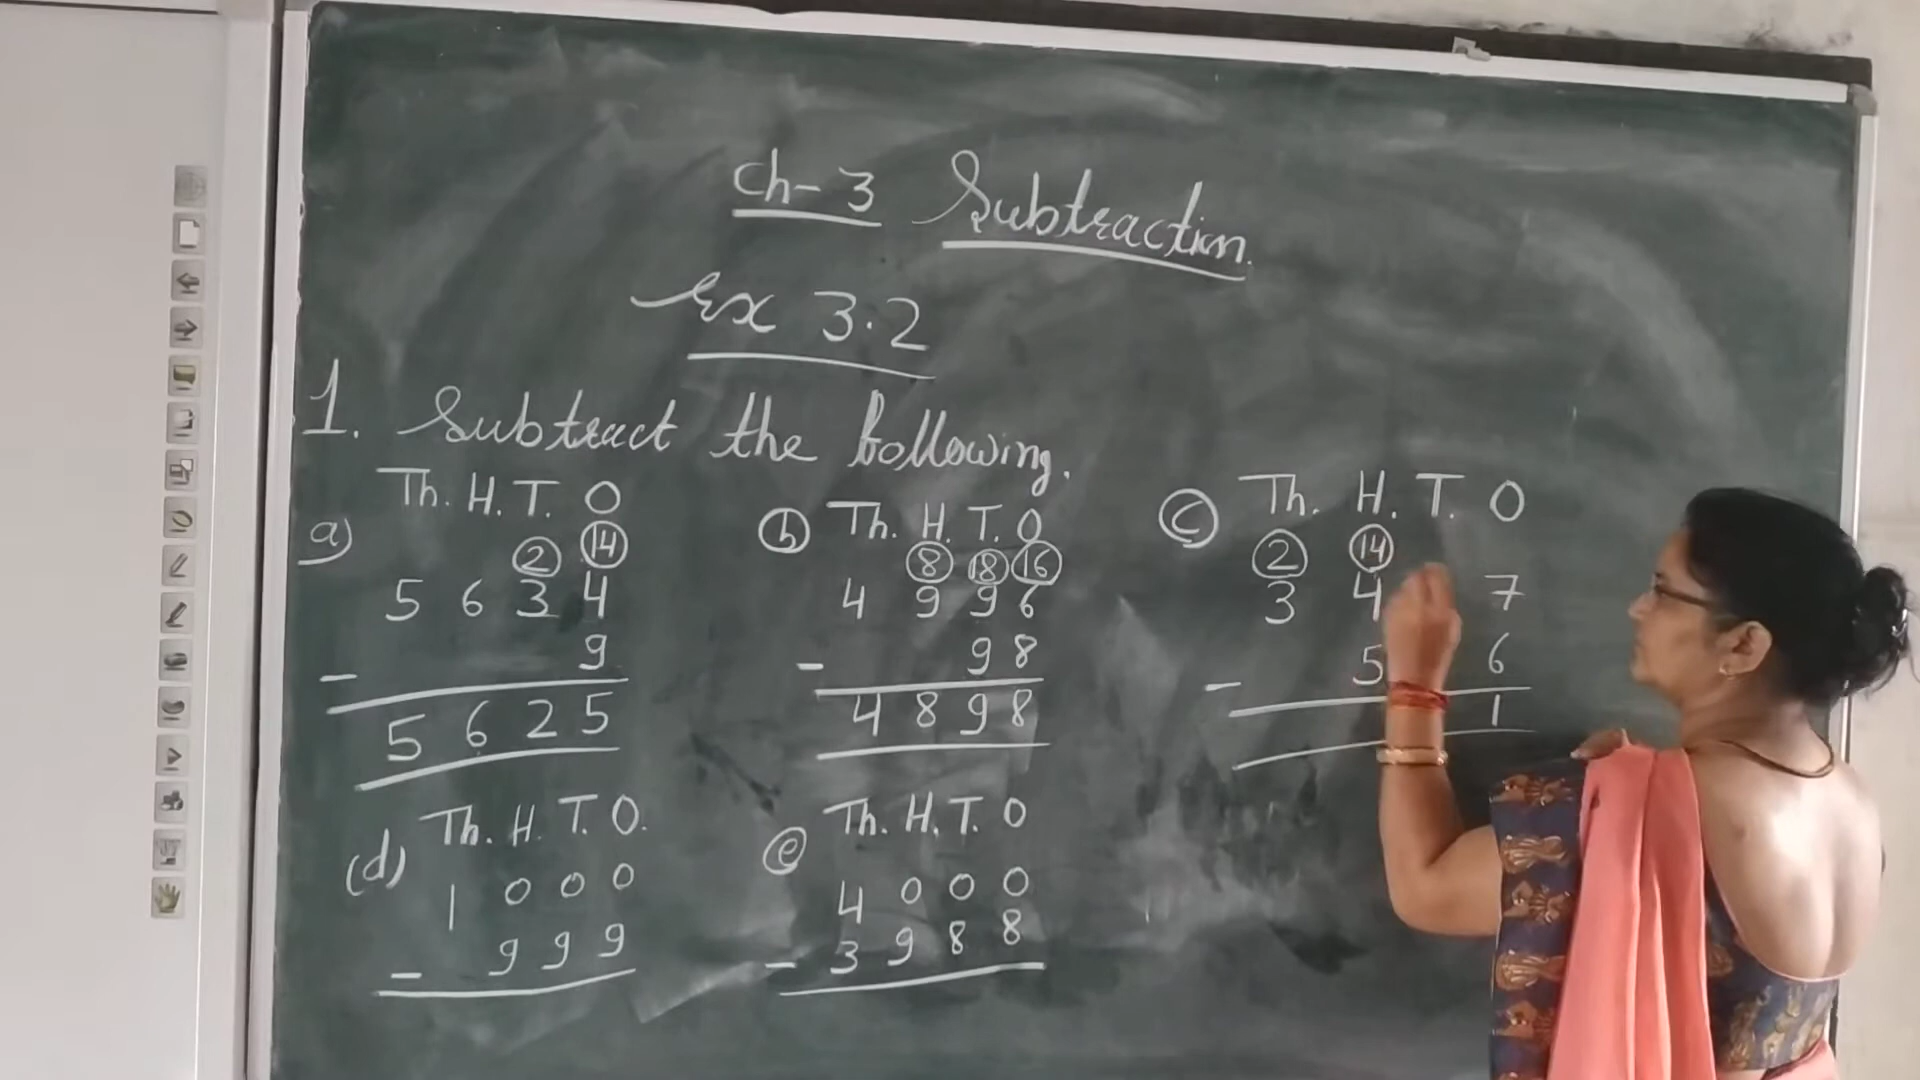 Ch-3 Subtraction.
Ex 3.2
1. Subtract the following.
a) Th. H. T. O
2 14
5 6 3 4
- 9
5 6 2 5
b Th. H. T. O
8 18 16
4 9 9 6
- 9 8
4 8 9 8
c Th. H. T. O
2 14
3 4 7
- 5 6
1
(d) Th. H. T. O.
1 0 0 0
- 9 9 9
e Th. H. T. O
4 0 0 0
- 3 9 8 8